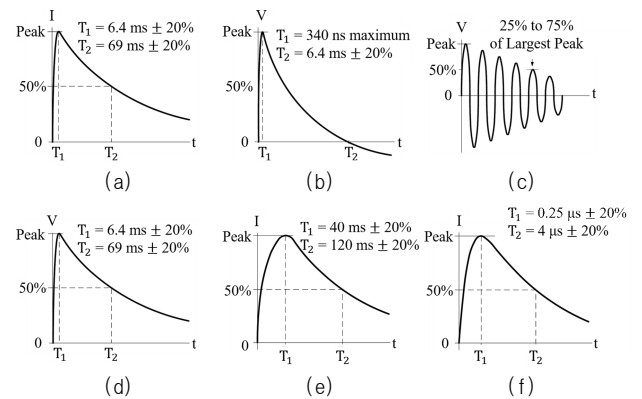 I
T₁ = 6.4 ms ± 20%
T₂ = 69 ms ± 20%
Peak
50%
0
T₁
T₂
t
(a)
V
T₁ = 340 ns maximum
T₂ = 6.4 ms ± 20%
Peak
50%
0
T₁
T₂
t
(b)
V
25% to 75%
of Largest Peak
Peak
50%
0
t
(c)
V
T₁ = 6.4 ms ± 20%
T₂ = 69 ms ± 20%
Peak
50%
0
T₁
T₂
t
(d)
I
T₁ = 40 ms ± 20%
T₂ = 120 ms ± 20%
Peak
50%
0
T₁
T₂
t
(e)
I
T₁ = 0.25 μs ± 20%
T₂ = 4 μs ± 20%
Peak
50%
0
T₁
T₂
t
(f)